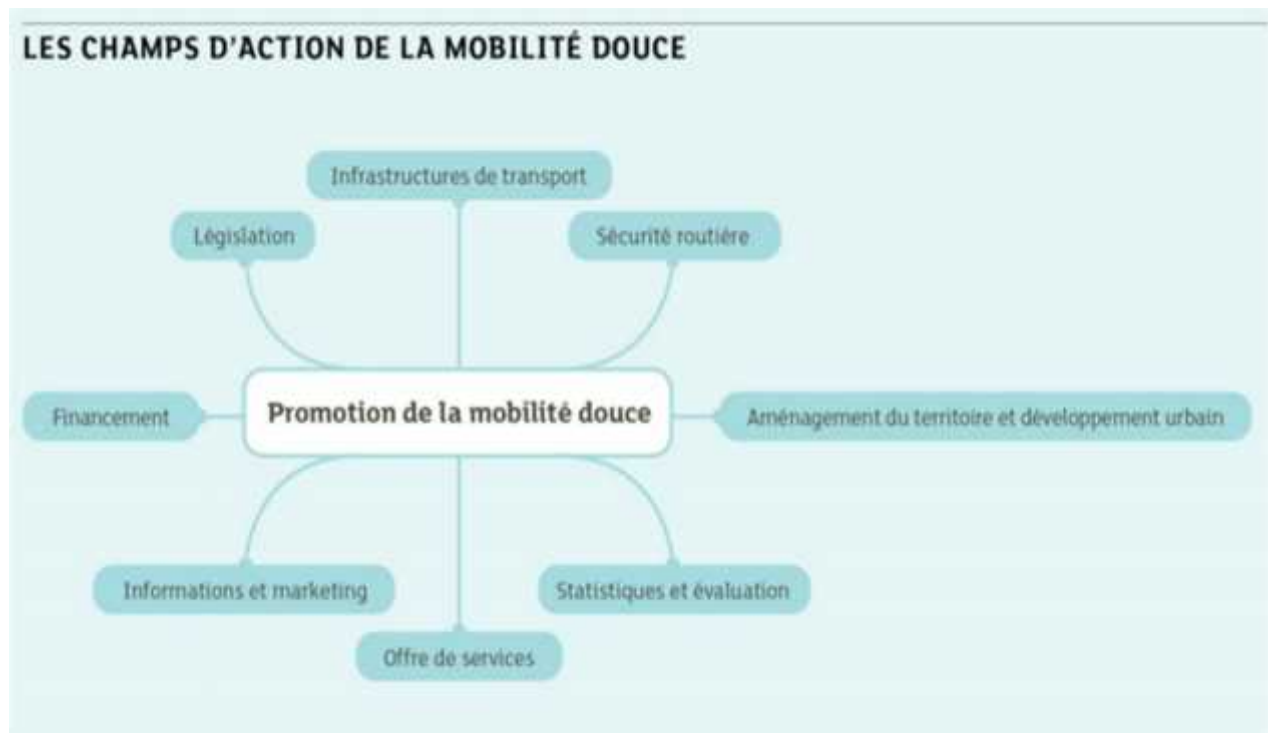 LES CHAMPS D'ACTION DE LA MOBILITÉ DOUCE
Infrastructures de transport
Législation
Sécurité routière
Financement
Promotion de la mobilité douce
Aménagement du territoire et développement urbain
Informations et marketing
Statistiques et évaluation
Offre de services